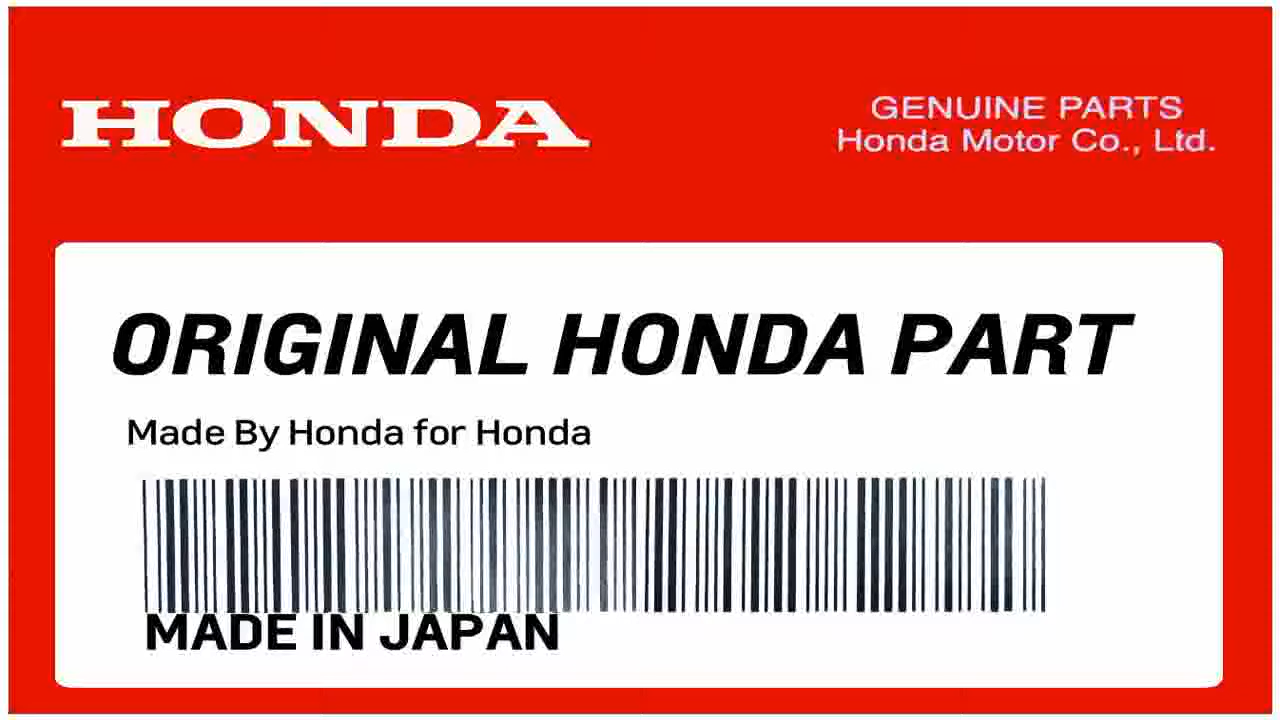 HONDA
GENUINE PARTS
Honda Motor Co., Ltd.
ORIGINAL HONDA PART
Made By Honda for Honda
MADE IN JAPAN